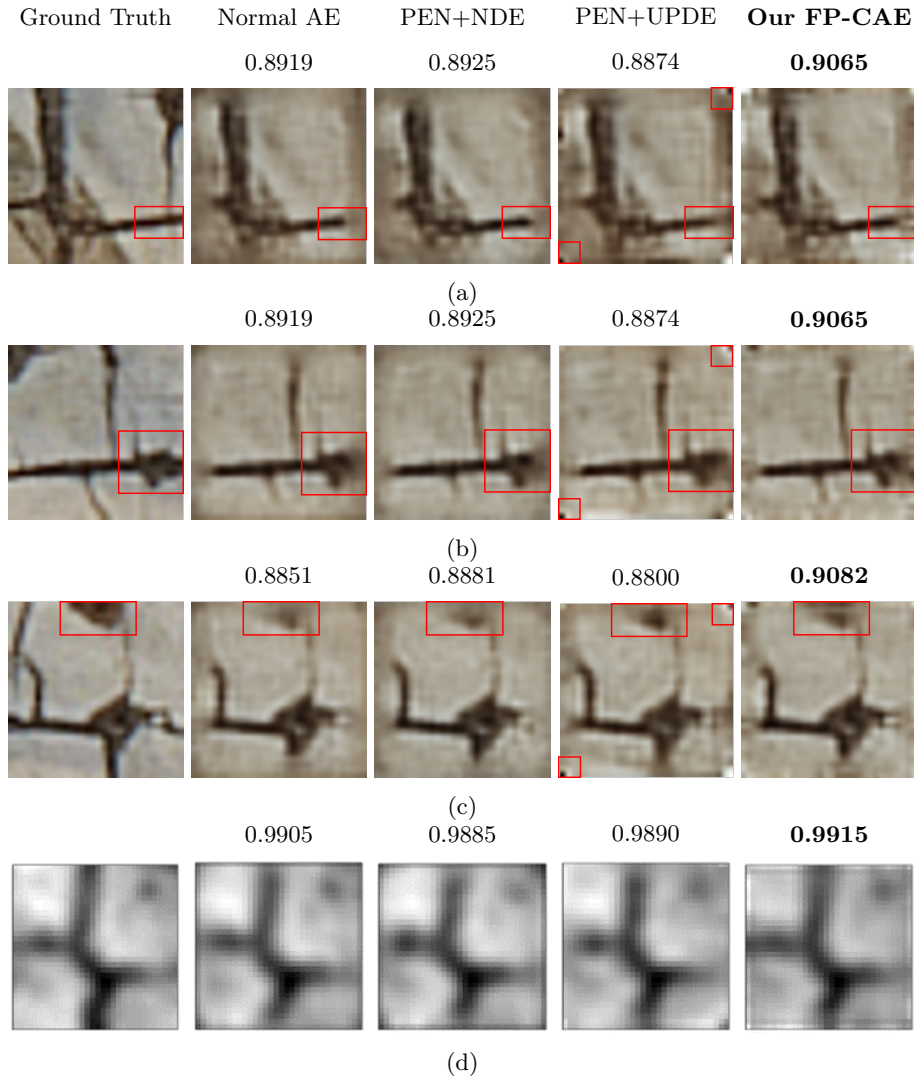 Ground Truth Normal AE PEN+NDE PEN+UPDE Our FP-CAE
0.8919 0.8925 0.8874 0.9065
(a)
0.8919 0.8925 0.8874 0.9065
(b)
0.8851 0.8881 0.8800 0.9082
(c)
0.9905 0.9885 0.9890 0.9915
(d)